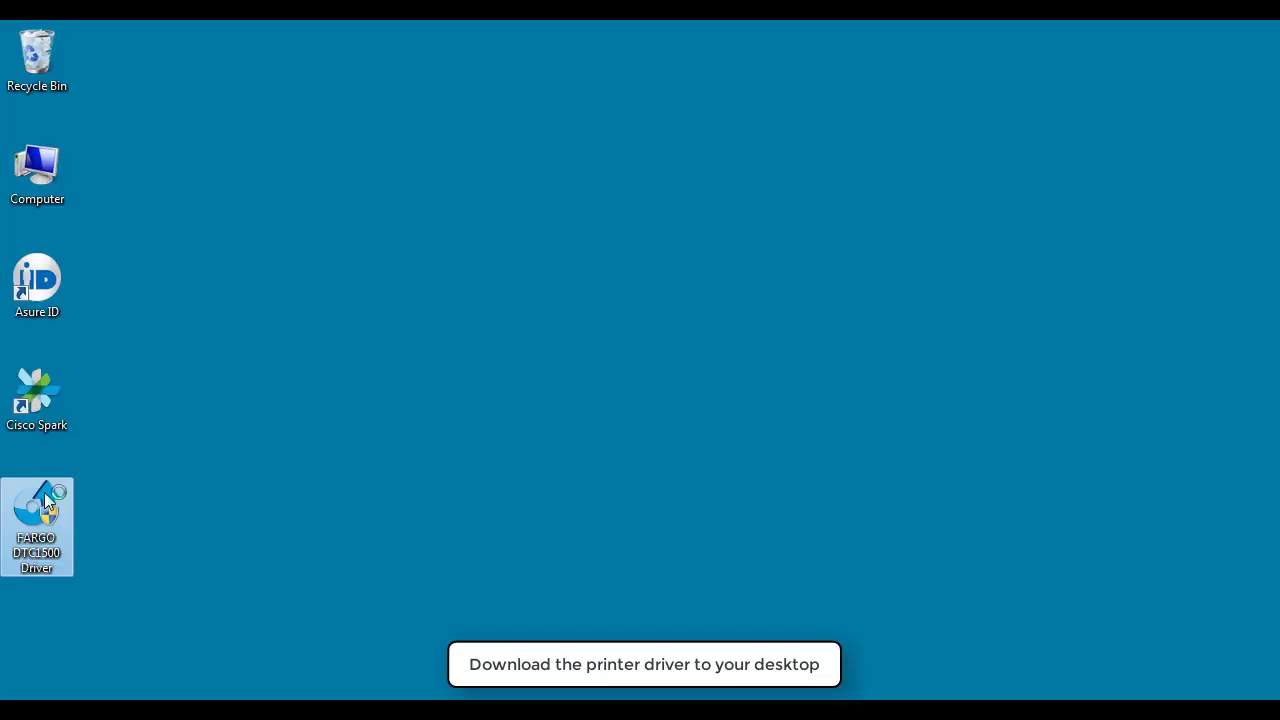 Recycle Bin
Computer
iD
Asure ID
Cisco Spark
FARGO
DTC1500
Driver
Download the printer driver to your desktop